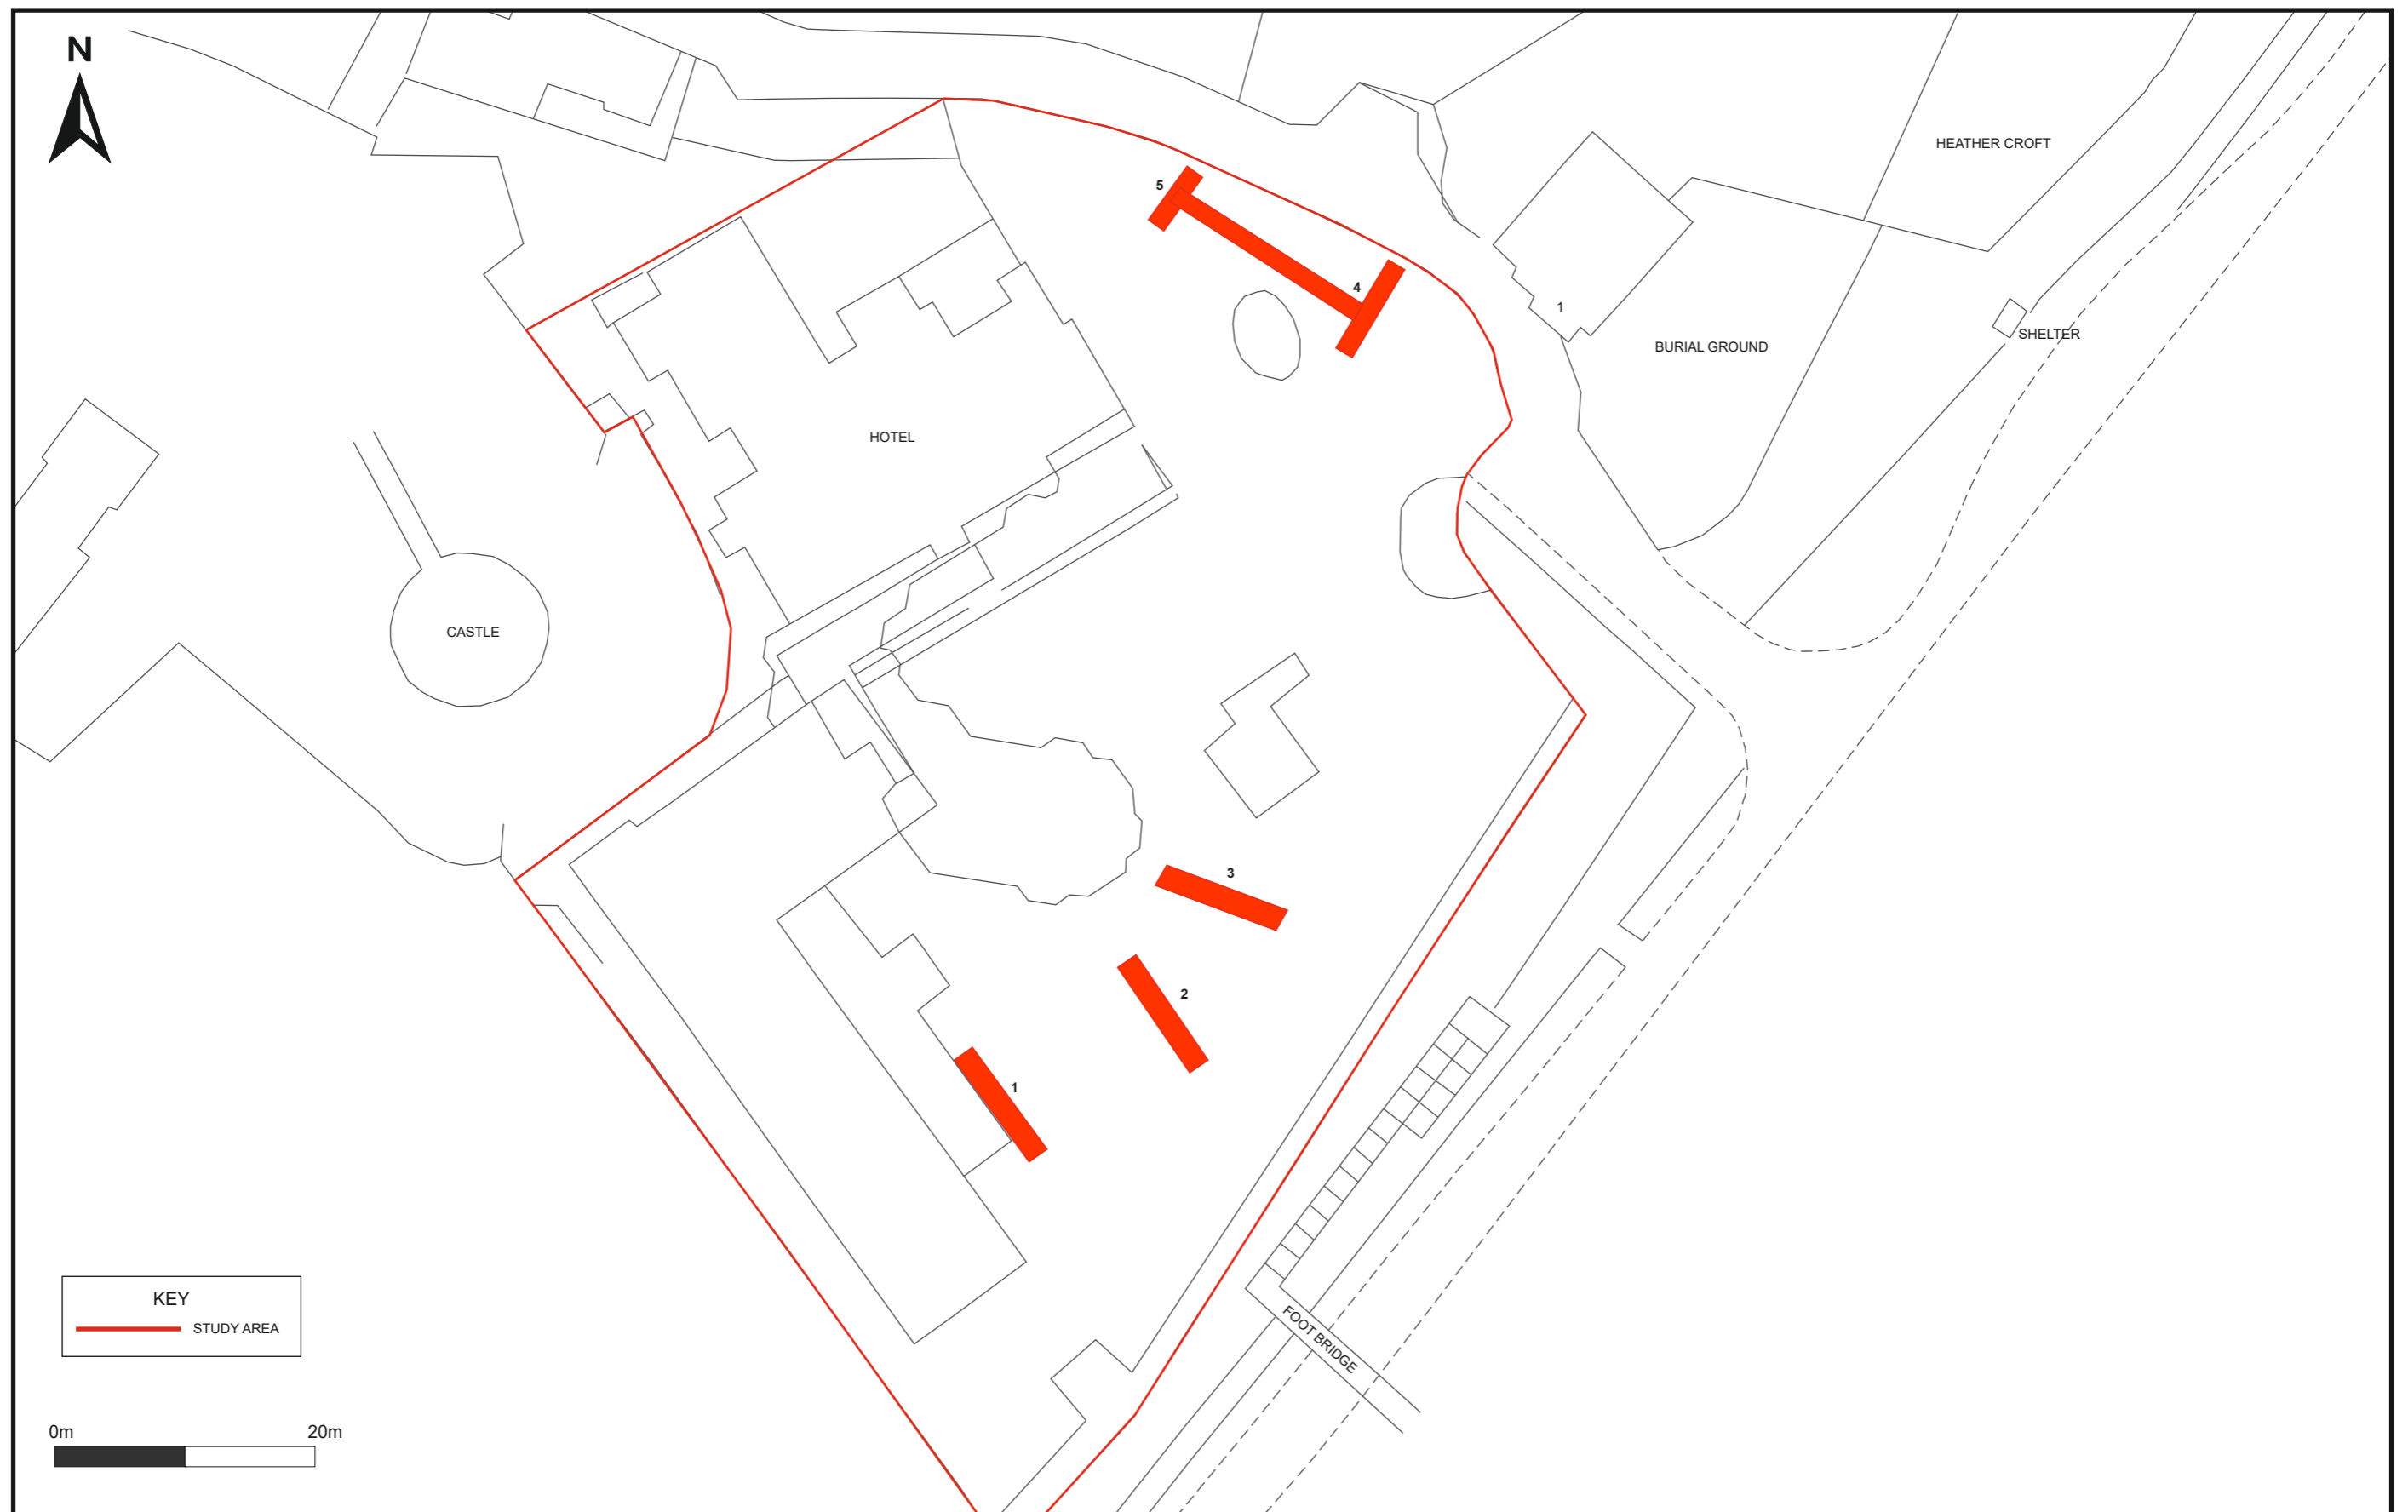 N
HEATHER CROFT
5
4
1
SHELTER
BURIAL GROUND
HOTEL
CASTLE
3
2
1
KEY
STUDY AREA
FOOT BRIDGE
0m 20m